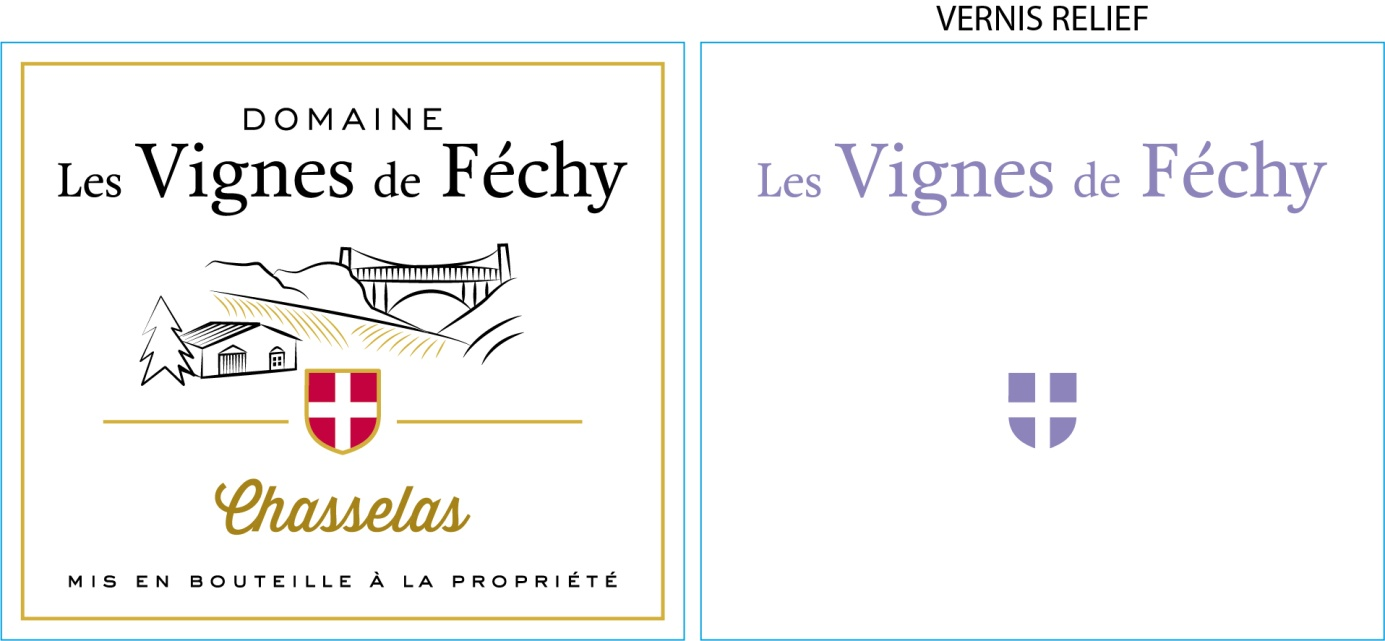 DOMAINE
Les Vignes de Féchy
Chasselas
MIS EN BOUTEILLE À LA PROPRIÉTÉ
VERNIS RELIEF
Les Vignes de Féchy